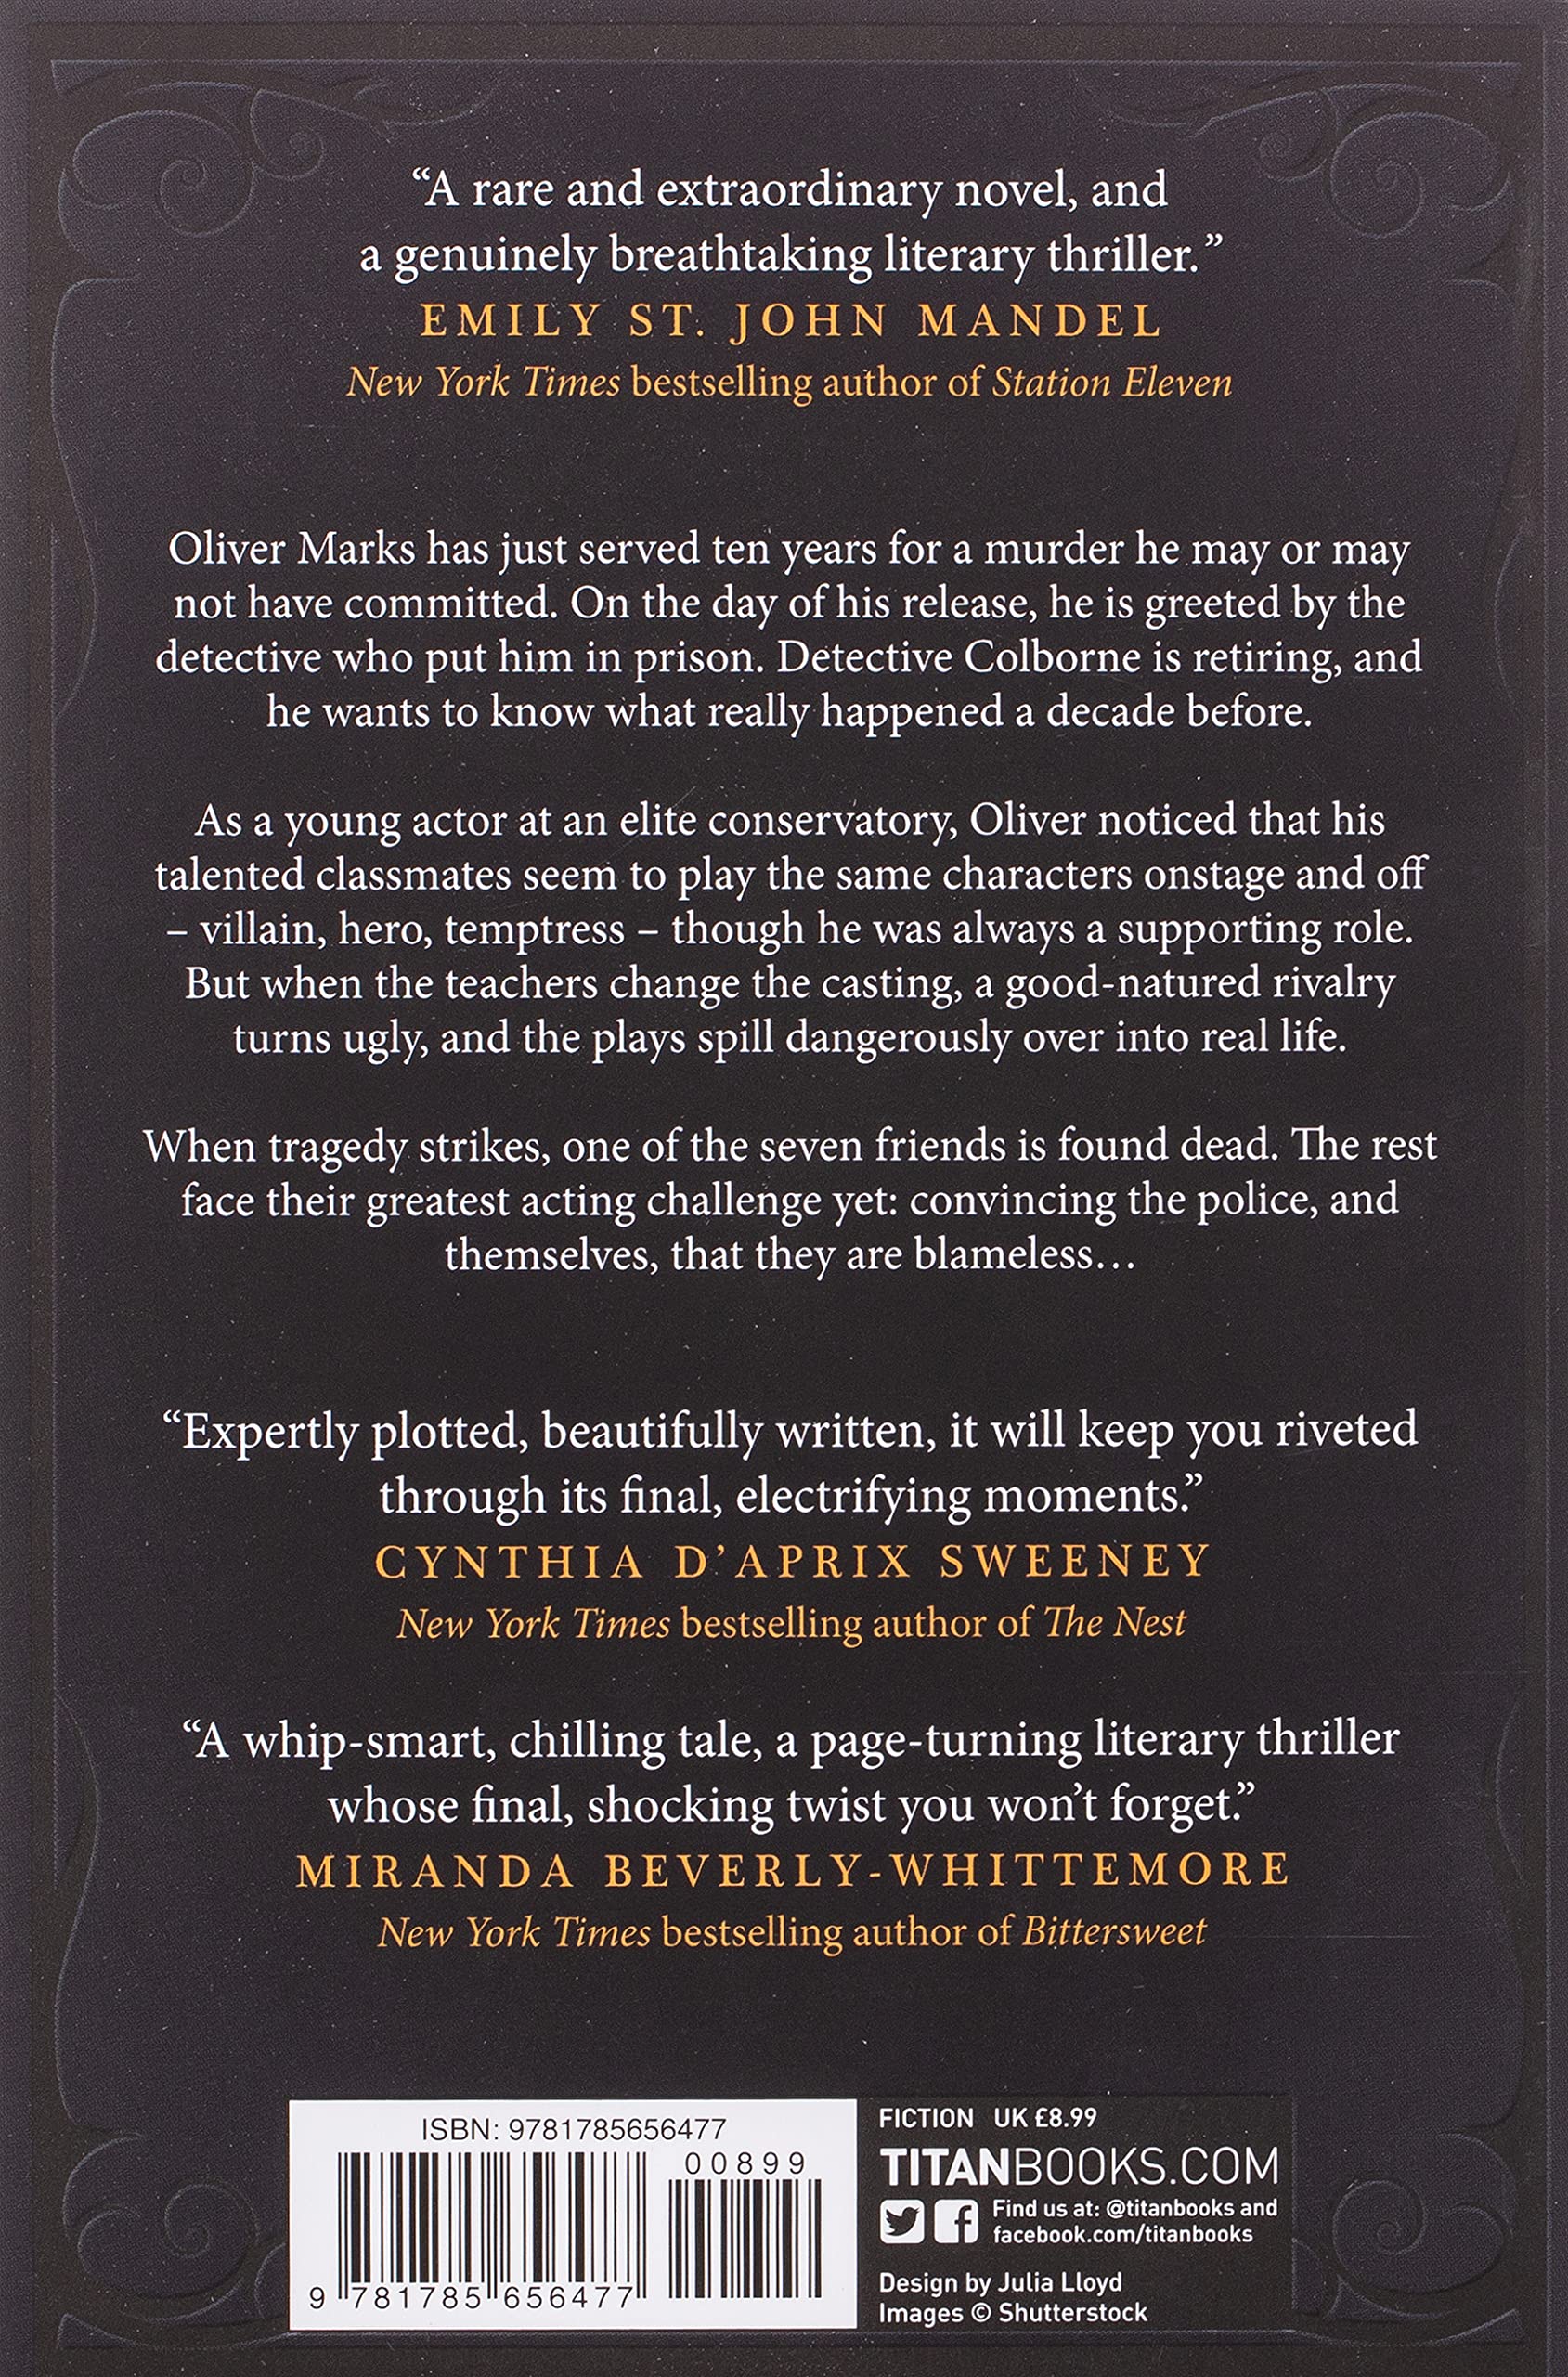 “A rare and extraordinary novel, and
a genuinely breathtaking literary thriller.”
EMILY ST. JOHN MANDEL
New York Times bestselling author of Station Eleven
Oliver Marks has just served ten years for a murder he may or may
not have committed. On the day of his release, he is greeted by the
detective who put him in prison. Detective Colborne is retiring, and
he wants to know what really happened a decade before.
As a young actor at an elite conservatory, Oliver noticed that his
talented classmates seem to play the same characters onstage and off
– villain, hero, temptress – though he was always a supporting role.
But when the teachers change the casting, a good-natured rivalry
turns ugly, and the plays spill dangerously over into real life.
When tragedy strikes, one of the seven friends is found dead. The rest
face their greatest acting challenge yet: convincing the police, and
themselves, that they are blameless…
“Expertly plotted, beautifully written, it will keep you riveted
through its final, electrifying moments.”
CYNTHIA D’APRIX SWEENEY
New York Times bestselling author of The Nest
“A whip-smart, chilling tale, a page-turning literary thriller
whose final, shocking twist you won’t forget.”
MIRANDA BEVERLY-WHITTEMORE
New York Times bestselling author of Bittersweet
ISBN: 9781785656477
00899
9 781785 656477
FICTION UK £8.99
TITANBOOKS.COM
Find us at: @titanbooks and
facebook.com/titanbooks
Design by Julia Lloyd
Images © Shutterstock